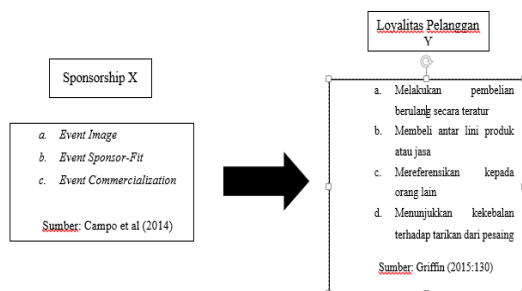 Sponsorship X
a. Event Image
b. Event Sponsor-Fit
c. Event Commercialization
Sumber: Campo et al (2014)
Loyalitas Pelanggan
Y
a. Melakukan pembelian
berulang secara teratur
b. Membeli antar lini produk
atau jasa
c. Mereferensikan kepada
orang lain
d. Menunjukkan kekebalan
terhadap tarikan dari pesaing
Sumber: Griffin (2015:130)